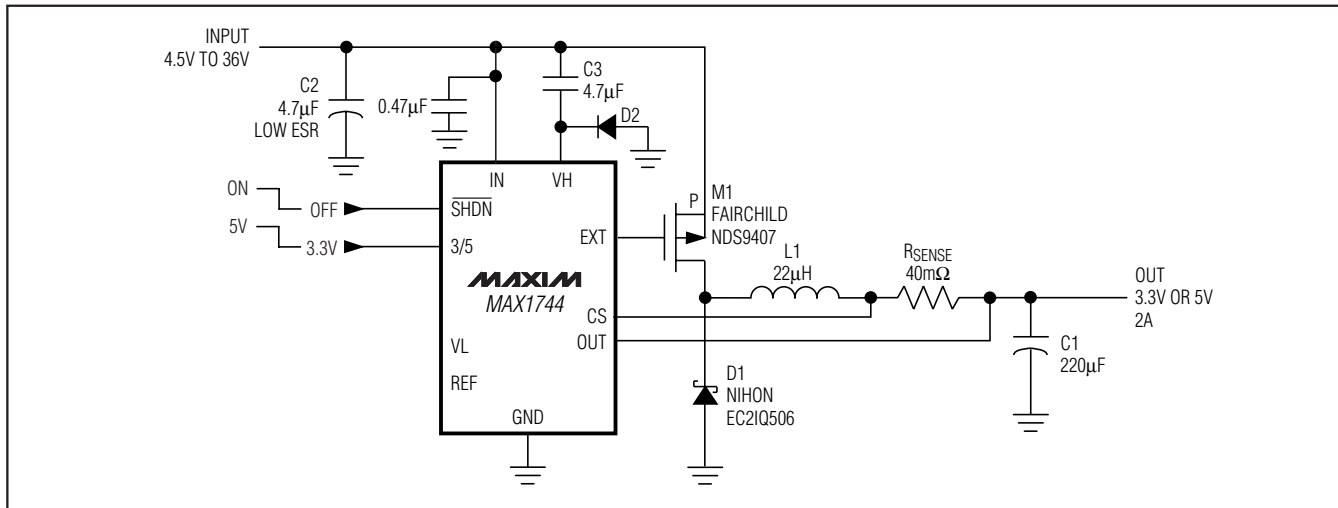 INPUT
4.5V TO 36V
C2
4.7µF
LOW ESR
0.47µF
C3
4.7µF
D2
ON
OFF
5V
3.3V
IN
VH
SHDN
3/5
EXT
MAXIM
MAX1744
CS
OUT
VL
REF
GND
P
M1
FAIRCHILD
NDS9407
L1
22µH
RSENSE
40mΩ
OUT
3.3V OR 5V
2A
C1
220µF
D1
NIHON
EC2IQ506